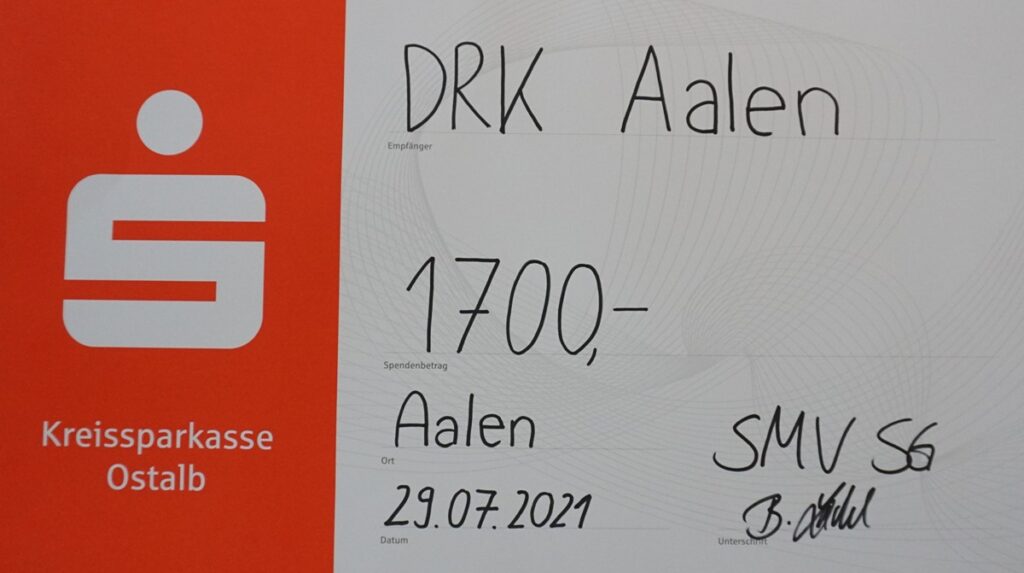 DRK Aalen
Empfänger
1700,-
Spendenbetrag
Aalen
Ort
29.07.2021
Datum
SMV SG
B.
Unterschrift
Kreissparkasse
Ostalb